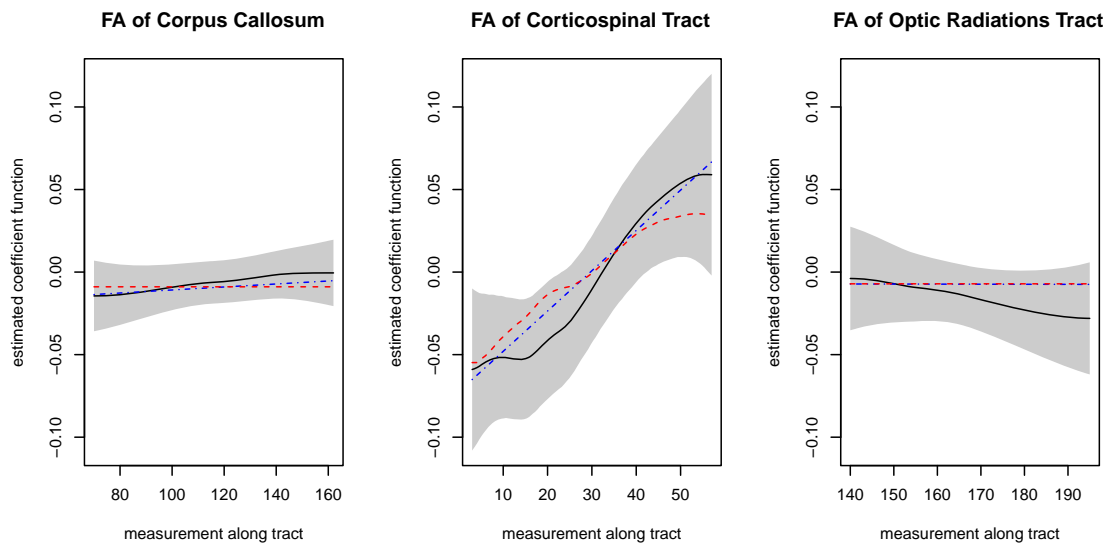 FA of Corpus Callosum
estimated coefficient function
0.10
0.05
0.00
−0.05
−0.10
80 100 120 140 160
measurement along tract
FA of Corticospinal Tract
estimated coefficient function
0.10
0.05
0.00
−0.05
−0.10
10 20 30 40 50
measurement along tract
FA of Optic Radiations Tract
estimated coefficient function
0.10
0.05
0.00
−0.05
−0.10
140 150 160 170 180 190
measurement along tract